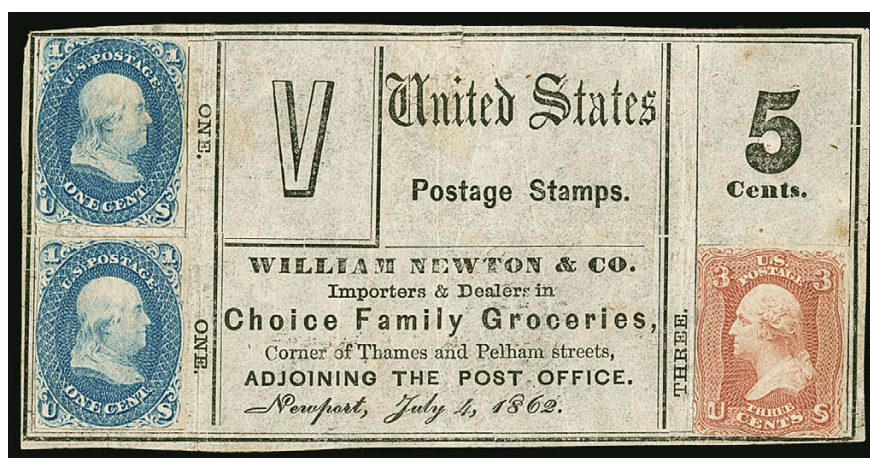 1 1
U.S. POSTAGE
ONE CENT
U S
ONE.
1 1
U.S. POSTAGE
ONE CENT
U S
ONE.
V
United States
Postage Stamps.
5
Cents.
WILLIAM NEWTON & CO.
Importers & Dealers in
Choice Family Groceries,
Corner of Thames and Pelham streets,
ADJOINING THE POST OFFICE.
Newport, July 4, 1862.
THREE.
3 3
U.S.
POSTAGE
U S
THREE
CENTS